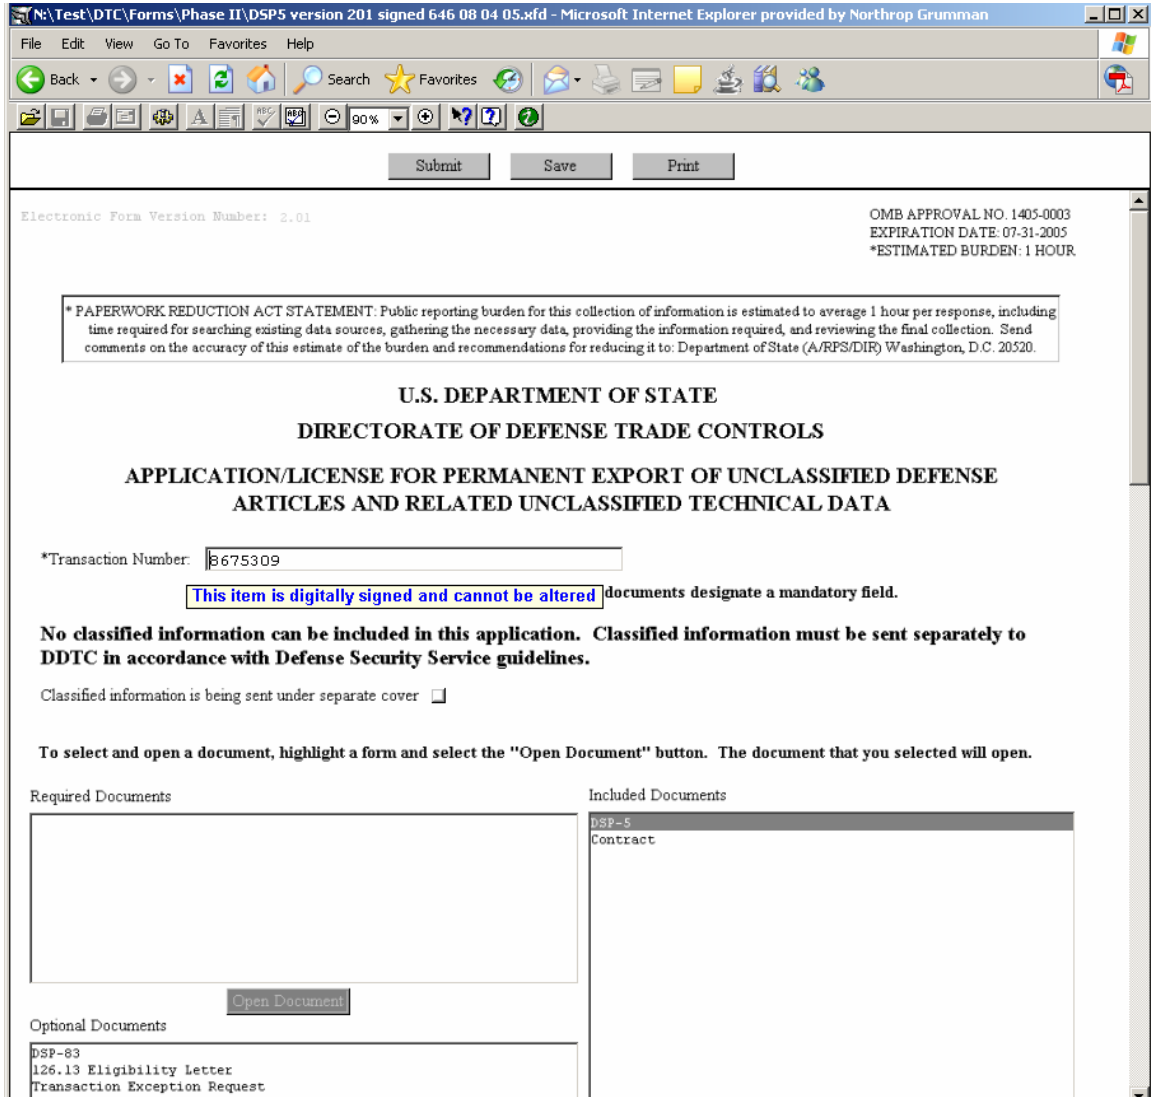 N:\Test\DTC\Forms\Phase II\DSP5 version 201 signed 646 08 04 05.xfd - Microsoft Internet Explorer provided by Northrop Grumman
File Edit View Go To Favorites Help
Back Search Favorites
90%
Submit Save Print
Electronic Form Version Number: 2.01
OMB APPROVAL NO. 1405-0003
EXPIRATION DATE: 07-31-2005
*ESTIMATED BURDEN: 1 HOUR
* PAPERWORK REDUCTION ACT STATEMENT: Public reporting burden for this collection of information is estimated to average 1 hour per response, including
time required for searching existing data sources, gathering the necessary data, providing the information required, and reviewing the final collection. Send
comments on the accuracy of this estimate of the burden and recommendations for reducing it to: Department of State (A/RPS/DIR) Washington, D.C. 20520.
U.S. DEPARTMENT OF STATE
DIRECTORATE OF DEFENSE TRADE CONTROLS
APPLICATION/LICENSE FOR PERMANENT EXPORT OF UNCLASSIFIED DEFENSE
ARTICLES AND RELATED UNCLASSIFIED TECHNICAL DATA
*Transaction Number: 8675309
This item is digitally signed and cannot be altered documents designate a mandatory field.
No classified information can be included in this application. Classified information must be sent separately to
DDTC in accordance with Defense Security Service guidelines.
Classified information is being sent under separate cover
To select and open a document, highlight a form and select the "Open Document" button. The document that you selected will open.
Required Documents
Included Documents
DSP-5
Contract
Open Document
Optional Documents
DSP-83
126.13 Eligibility Letter
Transaction Exception Request